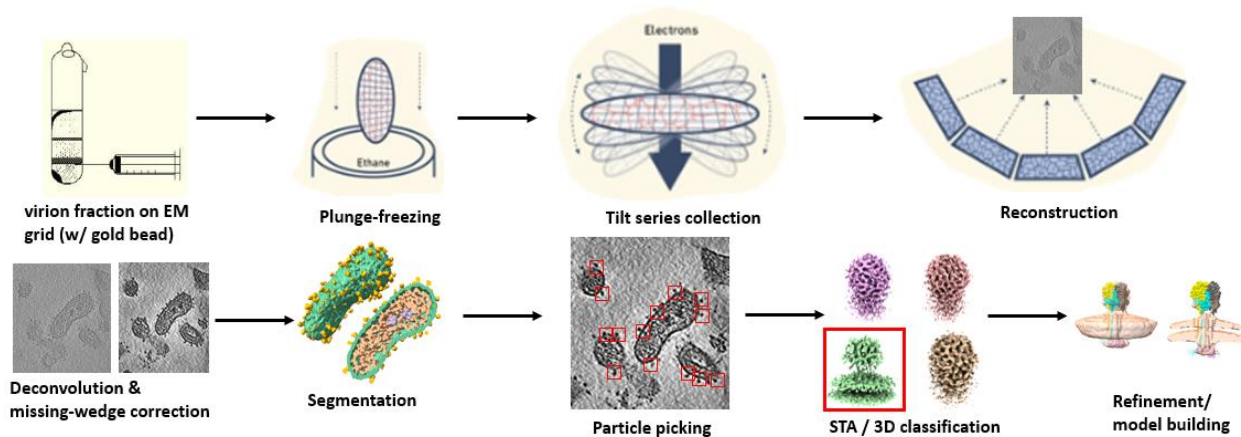 Electrons
Ethane
virion fraction on EM
grid (w/ gold bead)
Plunge-freezing
Tilt series collection
Reconstruction
Deconvolution &
missing-wedge correction
Segmentation
Particle picking
STA / 3D classification
Refinement/
model building